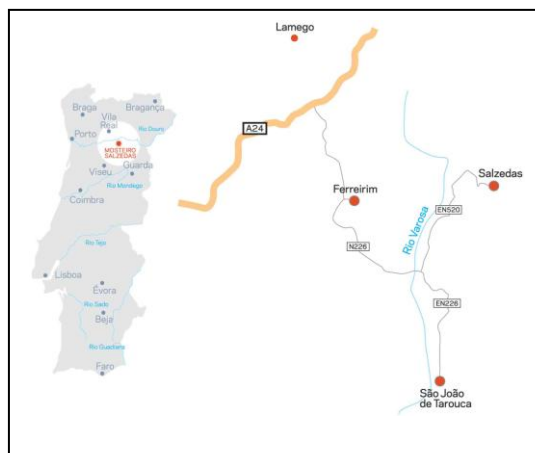 Lamego
Bragança
Braga
Vila
Real
Rio Douro
Porto
A24
MOSTEIRO
SALZEDAS
Viseu
Guarda
Rio Mondego
Coimbra
Salzedas
Ferreirim
EN520
Rio Varosa
N226
Rio Tejo
Lisboa
EN226
Évora
Rio Sado
Beja
Rio Guadiana
Faro
São João
de Tarouca